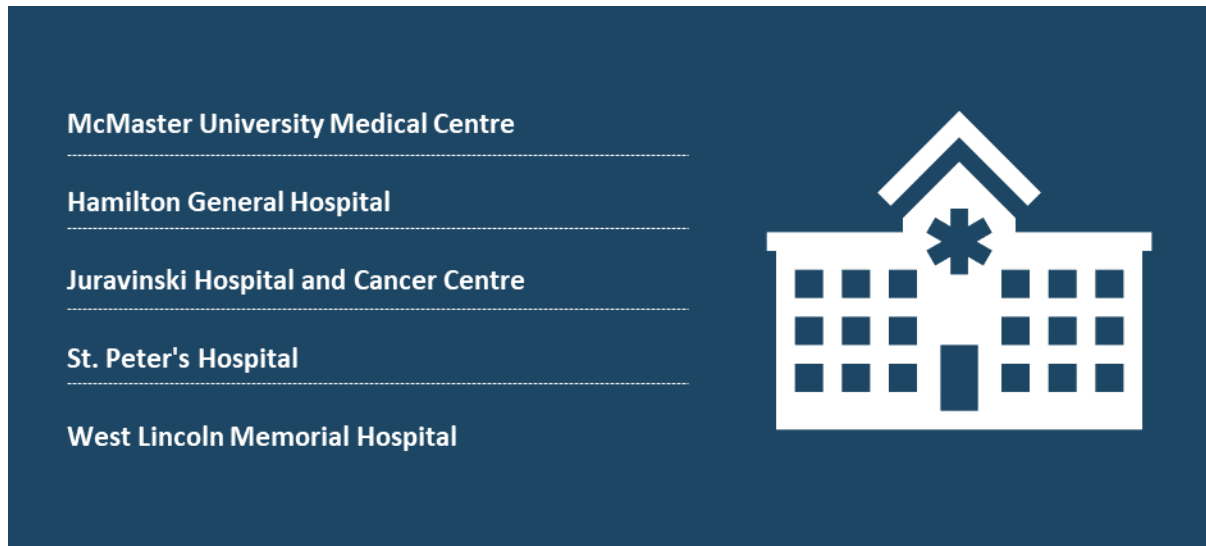 McMaster University Medical Centre
Hamilton General Hospital
Juravinski Hospital and Cancer Centre
St. Peter's Hospital
West Lincoln Memorial Hospital